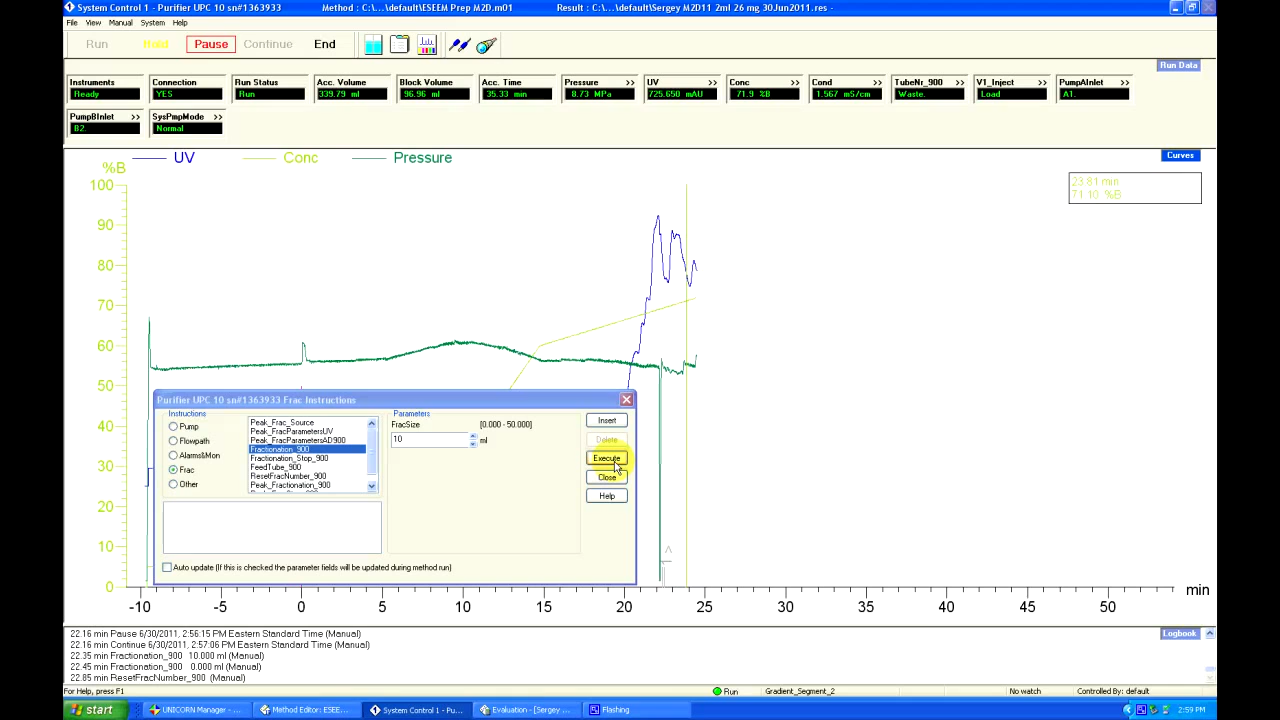 System Control 1 - Purifier UPC 10 sn#1363933 Method : C:\...\default\ESEEM Prep M2D.m01 Result : C:\...\default\Sergey M2D11 2ml 26 mg 30Jun2011.res -
File View Manual System Help
Run Hold Pause Continue End
Run Data
Instruments Connection Run Status Acc. Volume Block Volume Acc. Time Pressure >> UV >> Conc >> Cond >> TubeNr_900 >> V1_Inject >> PumpAInlet >>
Ready YES Run 339.79 ml 96.96 ml 35.33 min 8.73 MPa 725.650 mAU 71.9 %B 1.567 mS/cm Waste. Load A1.
PumpBInlet >> SysPmpMode >>
B2. Normal
UV Conc Pressure
Curves
%B
23.81 min
71.10 %B
100
90
80
70
60
50
40
30
20
10
0
Purifier UPC 10 sn#1363933 Frac Instructions
Instructions
Pump
Flowpath
Alarms&Mon
Frac
Other
Peak_Frac_Source
Peak_FracParametersUV
Peak_FracParametersAD900
Fractionation_900
Fractionation_Stop_900
FeedTube_900
ResetFracNumber_900
Peak_Fractionation_900
Parameters
FracSize [0.000 - 50.000]
10 ml
Insert
Delete
Execute
Close
Help
Auto update (If this is checked the parameter fields will be updated during method run)
-10 -5 0 5 10 15 20 25 30 35 40 45 50 min
22.16 min Pause 6/30/2011, 2:56:15 PM Eastern Standard Time (Manual)
22.16 min Continue 6/30/2011, 2:57:06 PM Eastern Standard Time (Manual)
22.35 min Fractionation_900 10.000 ml (Manual)
22.45 min Fractionation_900 0.000 ml (Manual)
22.85 min ResetFracNumber_900 (Manual)
Logbook
For Help, press F1 Run Gradient_Segment_2 No watch Controlled By: default
start UNICORN Manager - ... Method Editor: ESEE... System Control 1 - Pu... Evaluation - [Sergey ... Flashing 2:59 PM